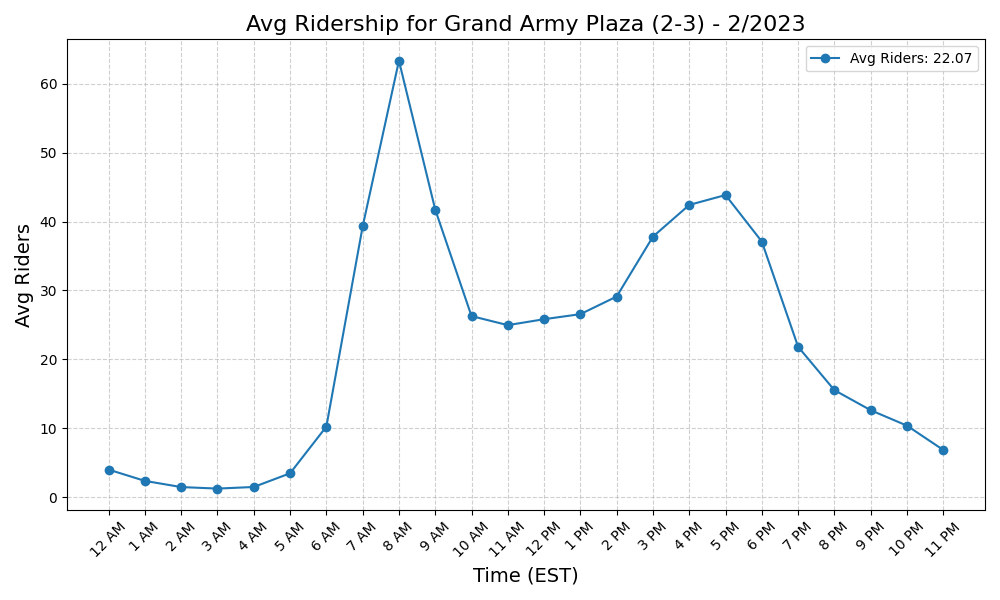 Avg Ridership for Grand Army Plaza (2-3) - 2/2023
Avg Riders: 22.07
Avg Riders
60
50
40
30
20
10
0
12 AM
1 AM
2 AM
3 AM
4 AM
5 AM
6 AM
7 AM
8 AM
9 AM
10 AM
11 AM
12 PM
1 PM
2 PM
3 PM
4 PM
5 PM
6 PM
7 PM
8 PM
9 PM
10 PM
11 PM
Time (EST)